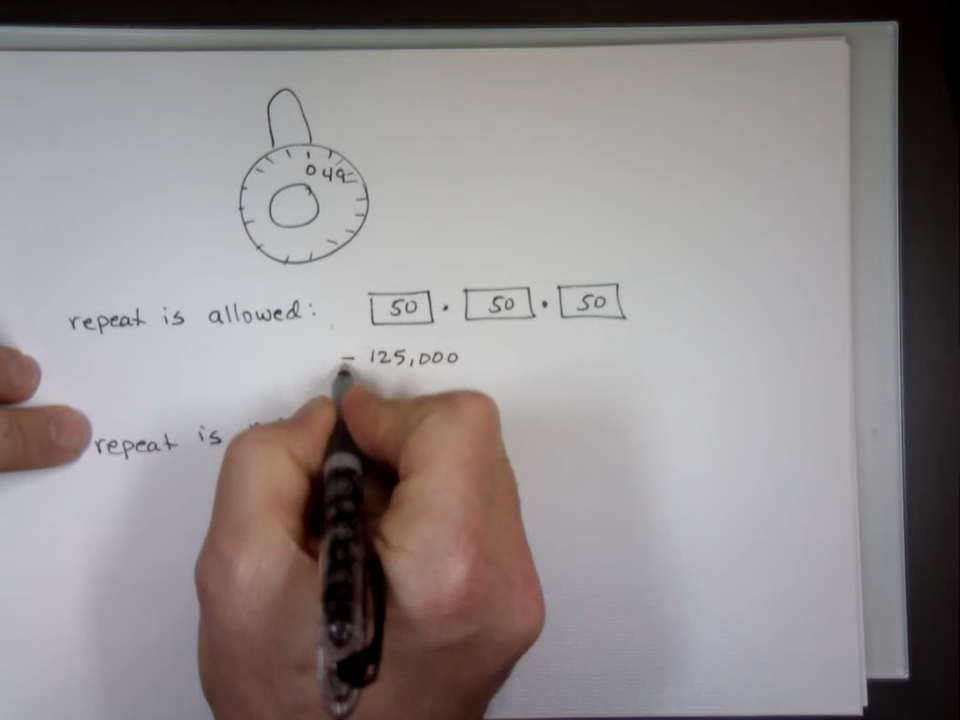 0 49
repeat is allowed: 50 · 50 · 50
= 125,000
repeat is